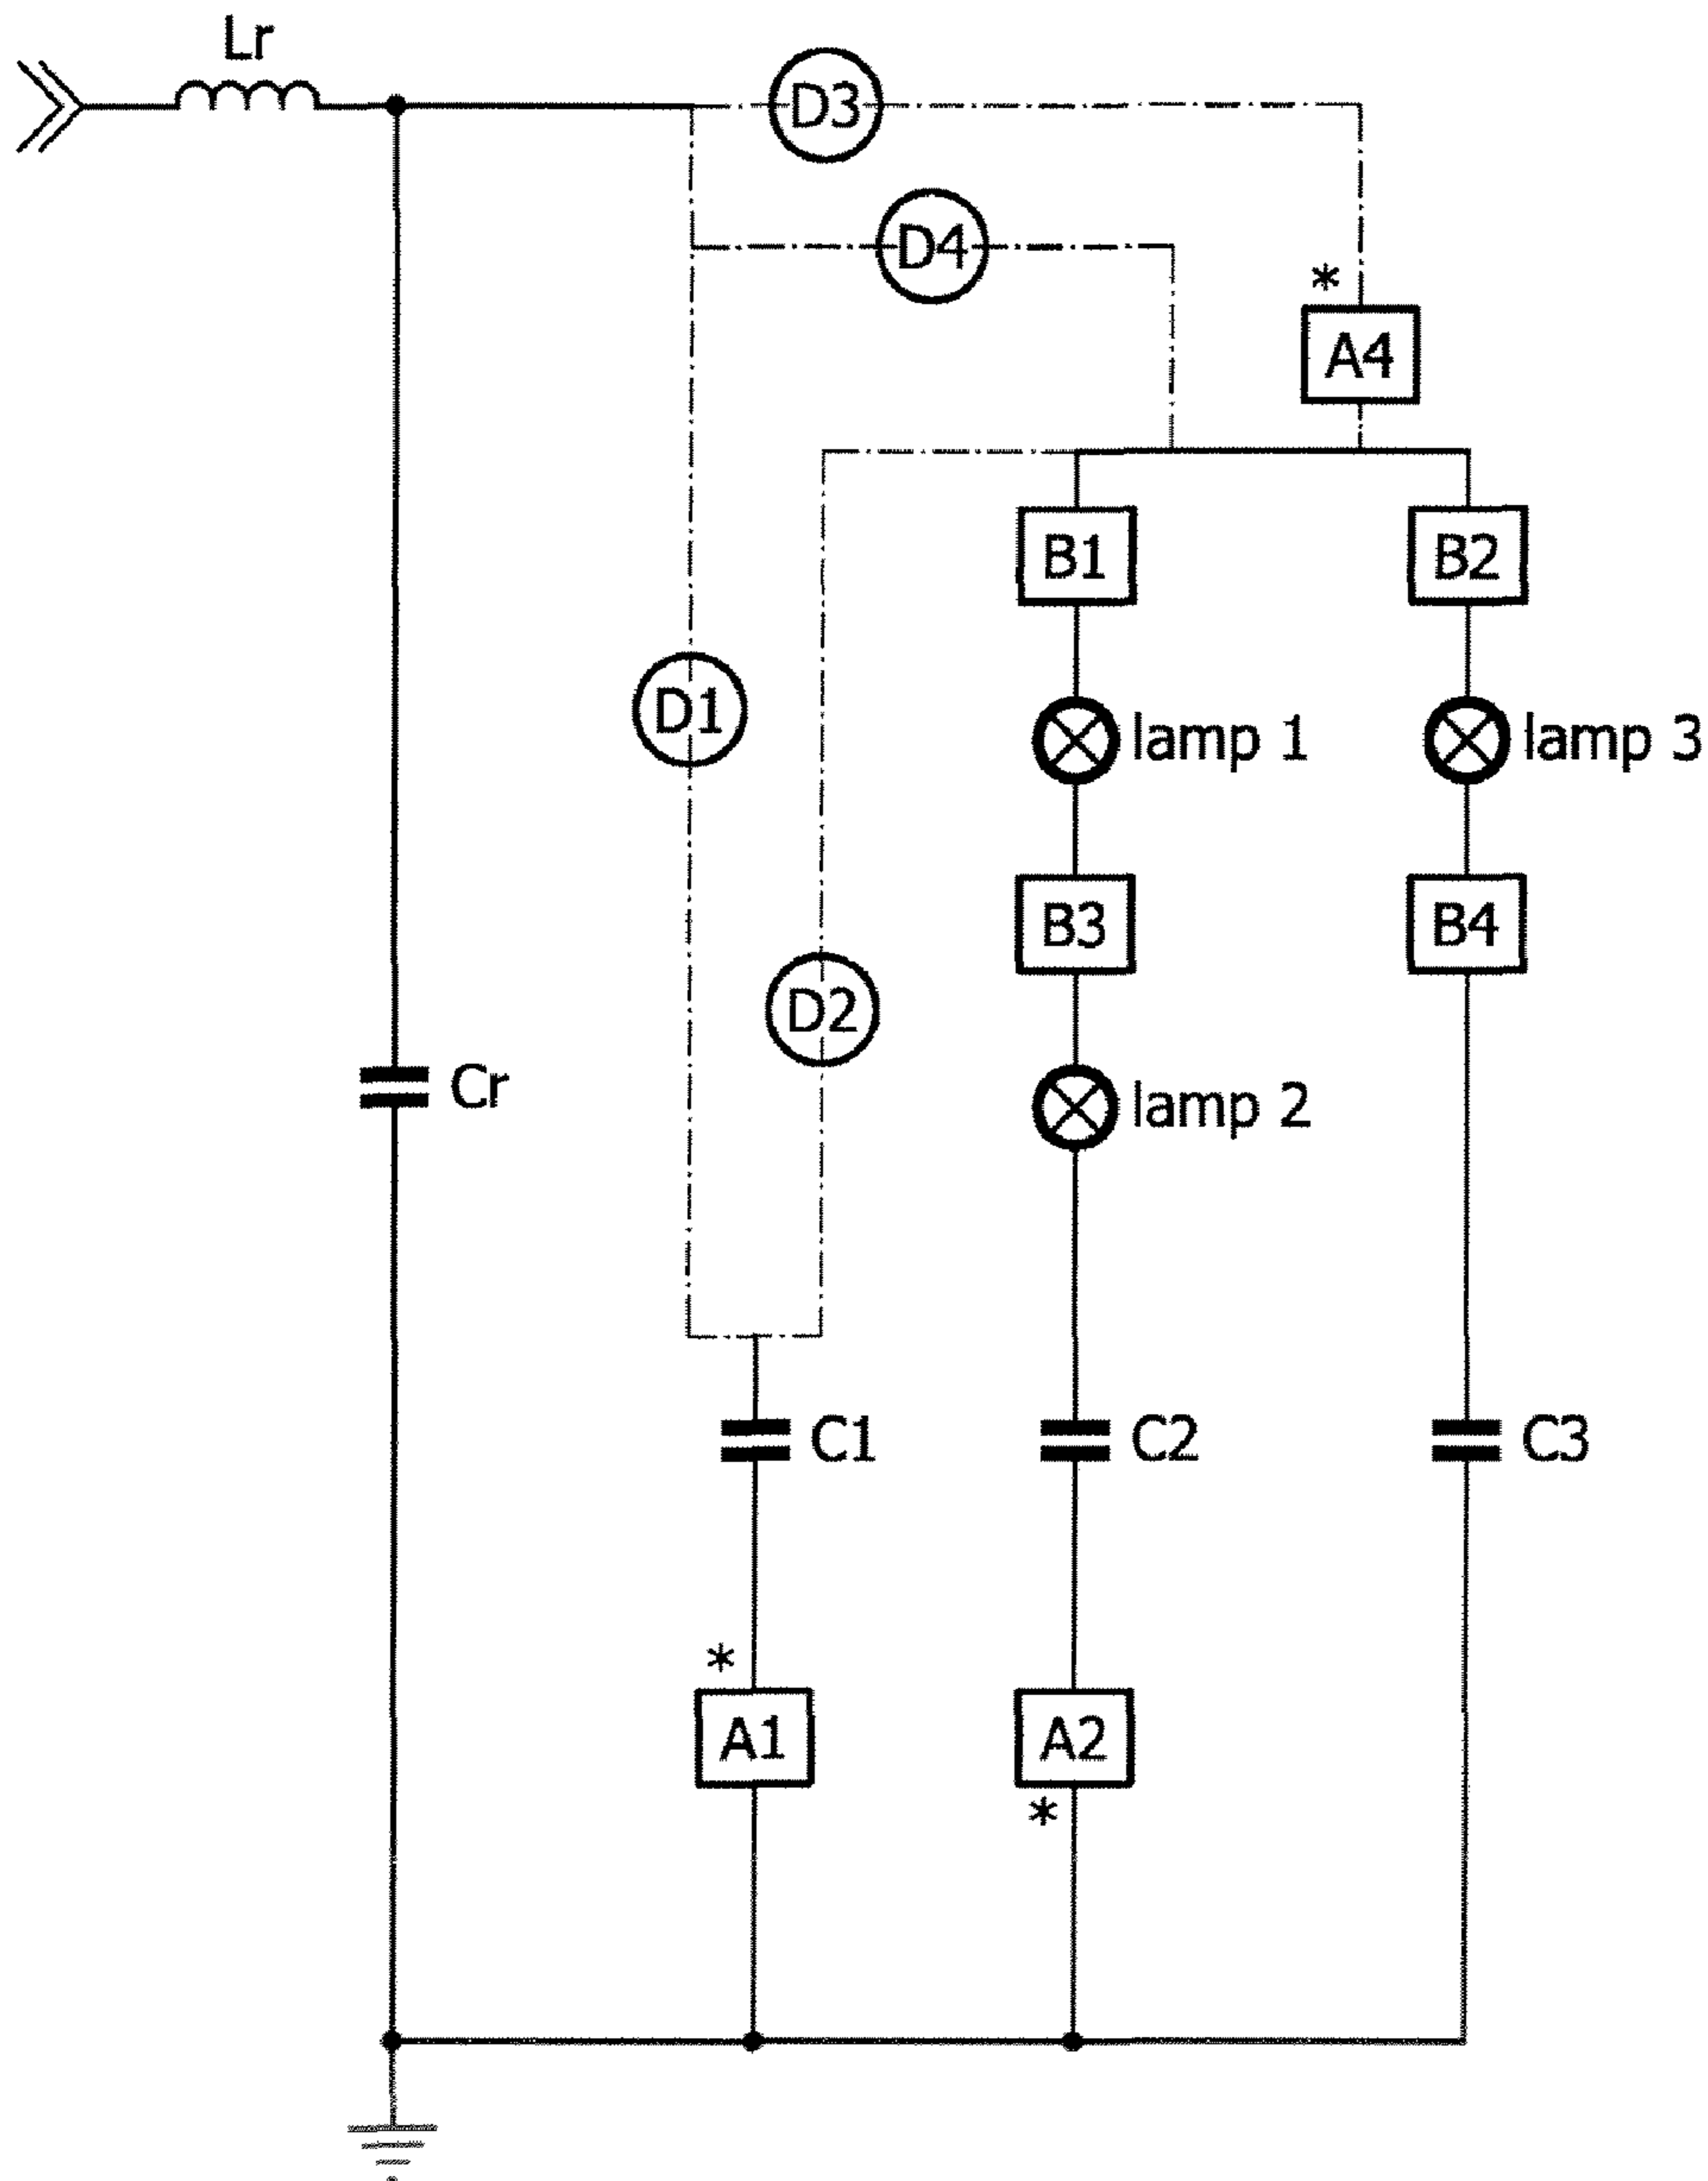 Lr
D3
D4
*
A4
B1
B2
D1
lamp 1
lamp 3
B3
B4
D2
Cr
lamp 2
C1
C2
C3
*
A1
A2
*